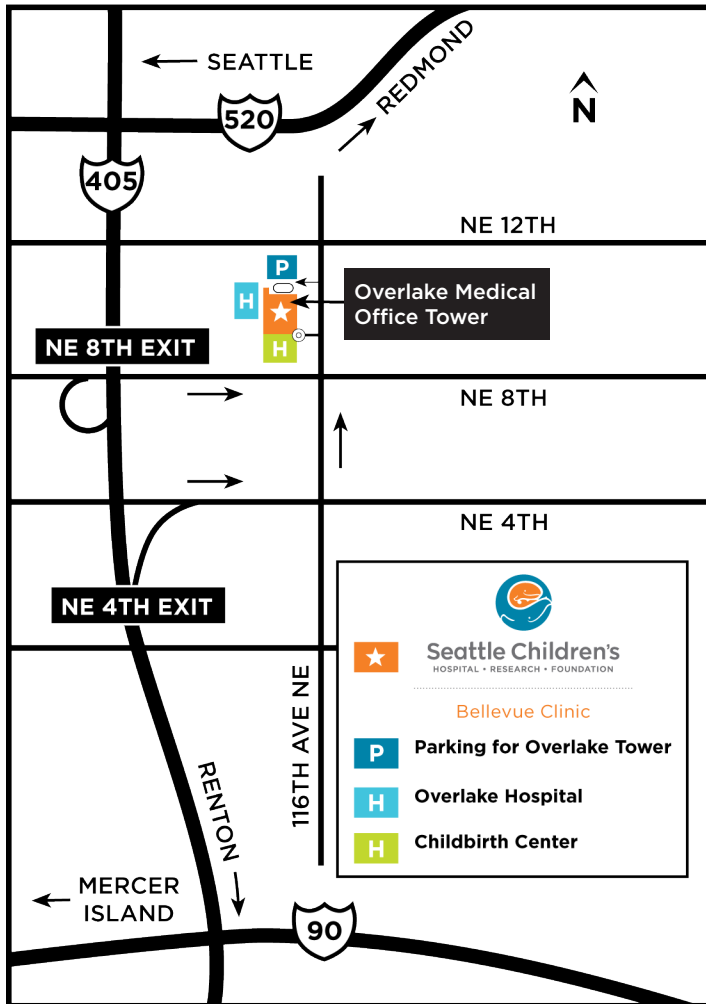 SEATTLE
REDMOND
520
N
405
NE 12TH
P
H
Overlake Medical
Office Tower
H
NE 8TH EXIT
NE 8TH
NE 4TH
NE 4TH EXIT
Seattle Children's
HOSPITAL • RESEARCH • FOUNDATION
Bellevue Clinic
P Parking for Overlake Tower
H Overlake Hospital
H Childbirth Center
116TH AVE NE
RENTON
MERCER
ISLAND
90